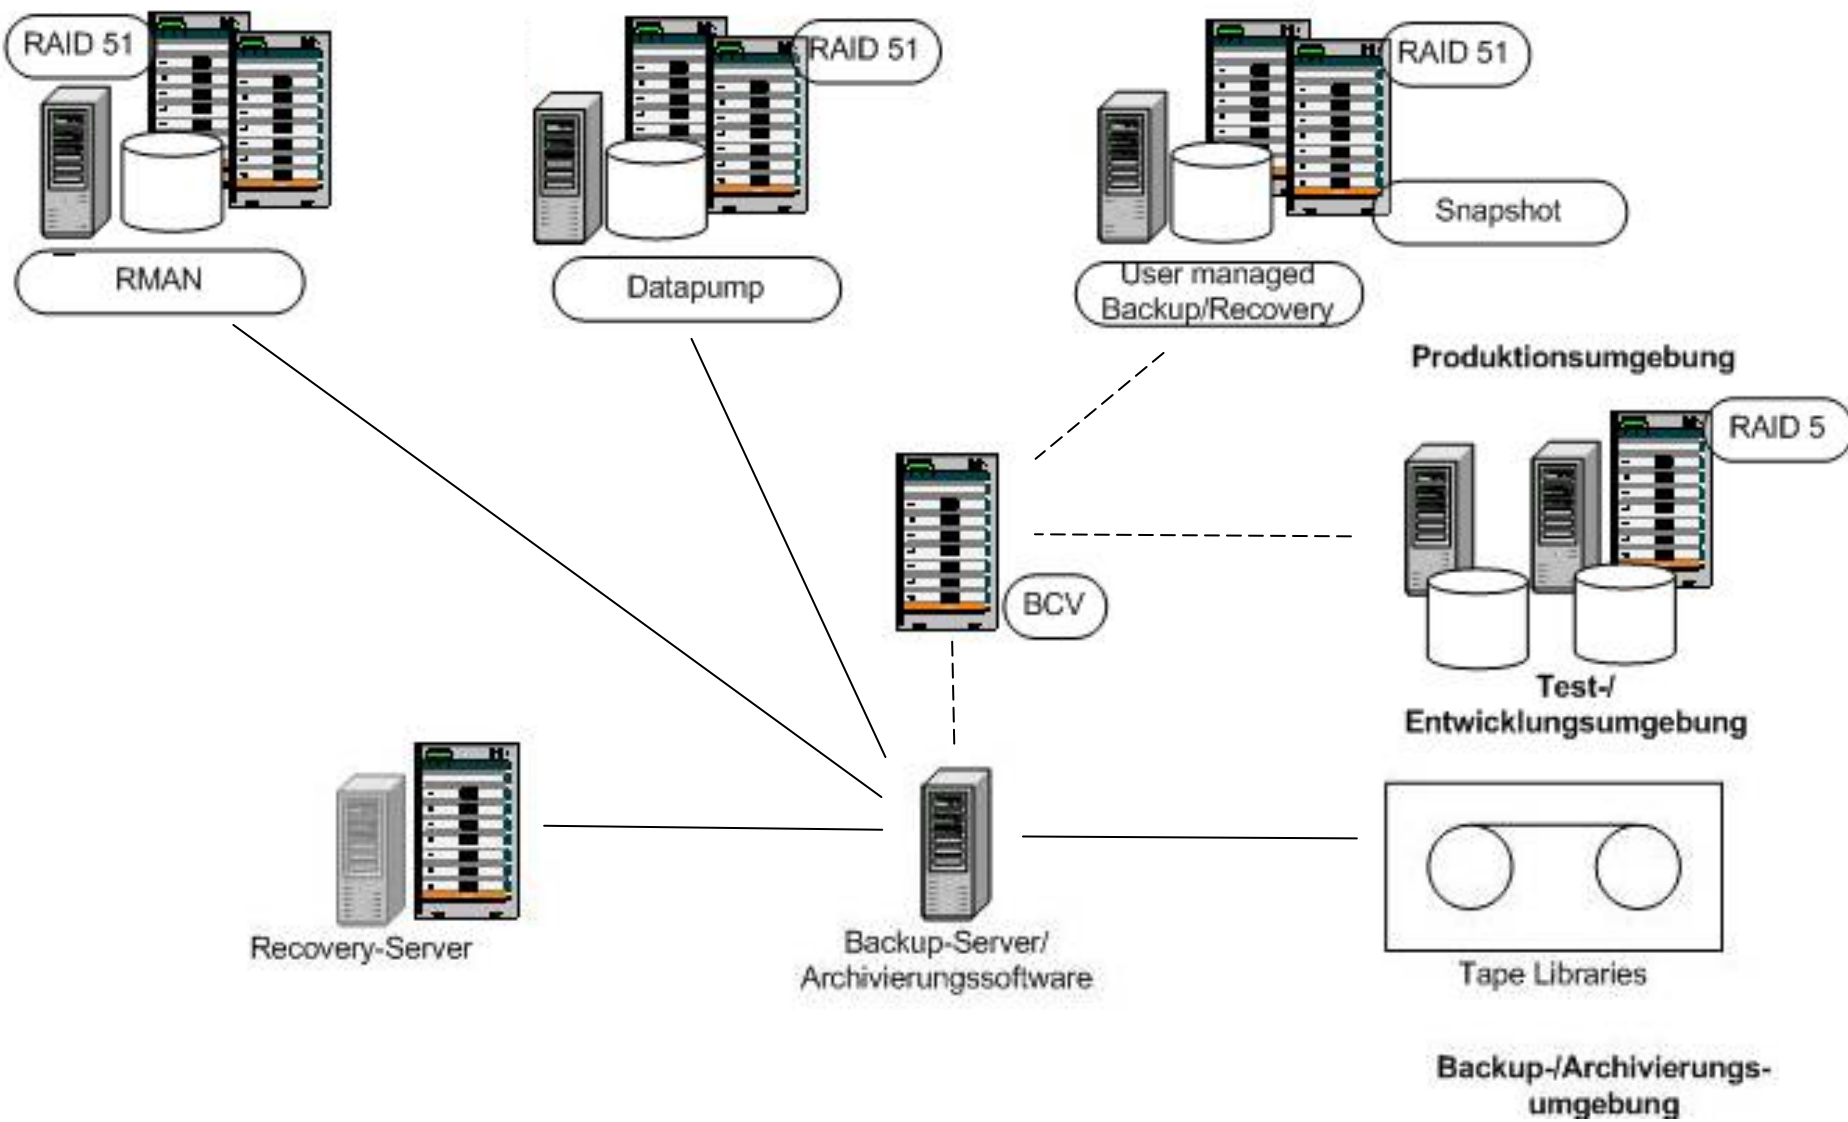 RAID 51
RAID 51
RAID 51
Snapshot
RMAN
Datapump
User managed
Backup/Recovery
Produktionsumgebung
RAID 5
BCV
Test-/
Entwicklungsumgebung
Recovery-Server
Backup-Server/
Archivierungssoftware
Tape Libraries
Backup-/Archivierungs-
umgebung